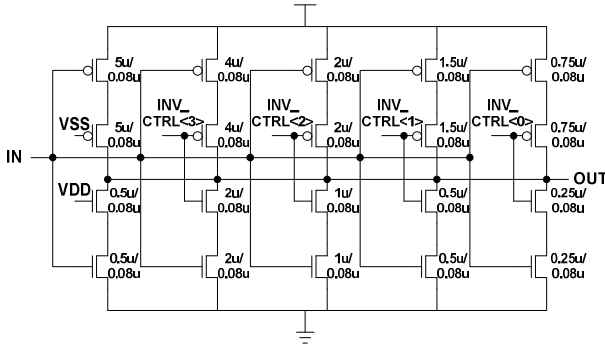 5u/ 4u/ 2u/ 1.5u/ 0.75u/
0.08u 0.08u 0.08u 0.08u 0.08u
INV_ INV_ INV_ INV_
VSS 5u/ CTRL<3> 4u/ CTRL<2> 2u/ CTRL<1> 1.5u/ CTRL<0> 0.75u/
0.08u 0.08u 0.08u 0.08u 0.08u
IN
OUT
VDD 0.5u/ 2u/ 1u/ 0.5u/ 0.25u/
0.08u 0.08u 0.08u 0.08u 0.08u
0.5u/ 2u/ 1u/ 0.5u/ 0.25u/
0.08u 0.08u 0.08u 0.08u 0.08u